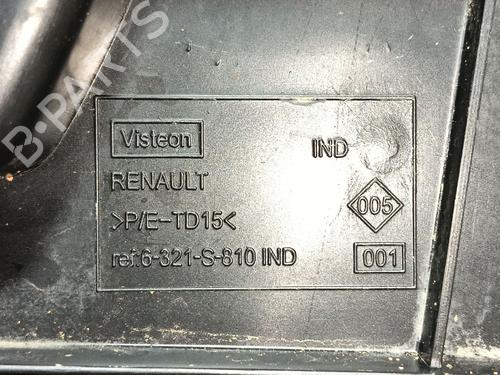 B-PARTS
Visteon IND
RENAULT
>P/E-TD15< 005
ref:6-321-S-810 IND 001